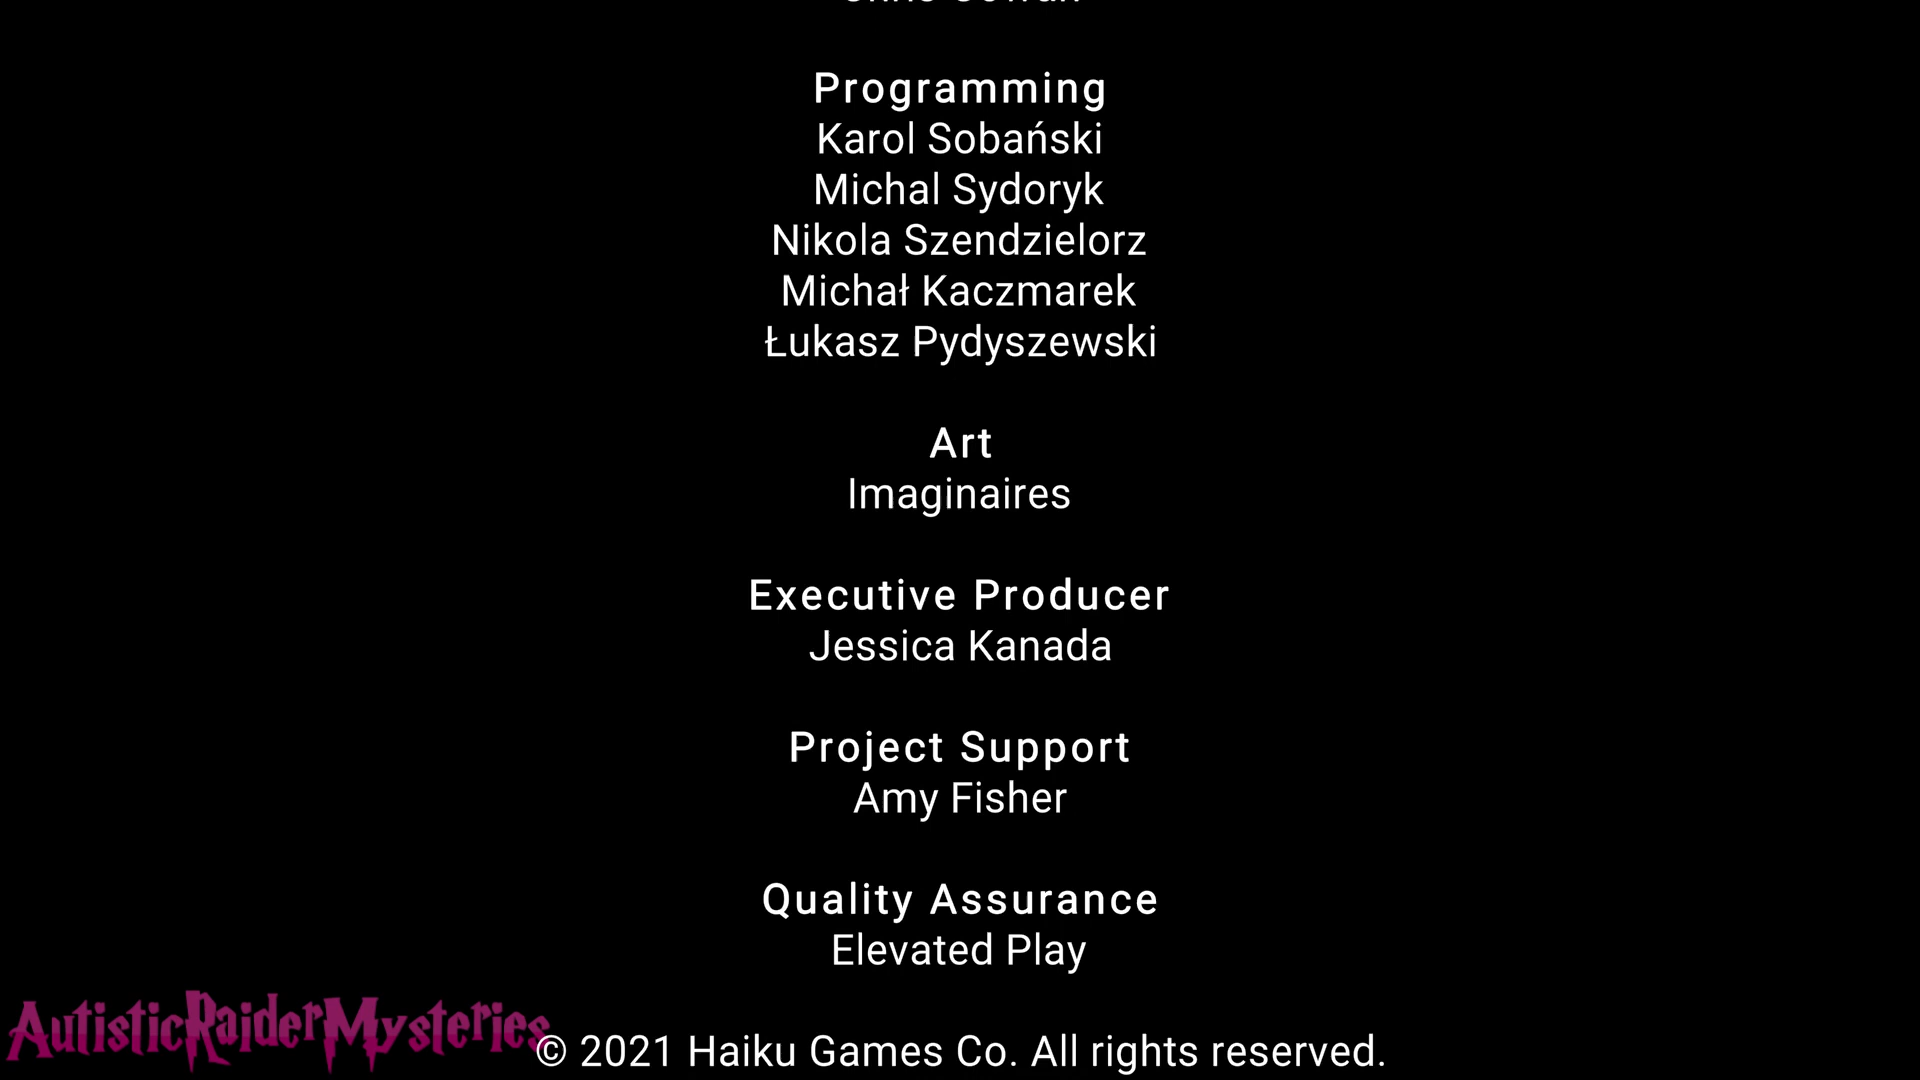 Programming
Karol Sobański
Michal Sydoryk
Nikola Szendzielorz
Michał Kaczmarek
Łukasz Pydyszewski
Art
Imaginaires
Executive Producer
Jessica Kanada
Project Support
Amy Fisher
Quality Assurance
Elevated Play
AutisticRaiderMysteries
© 2021 Haiku Games Co. All rights reserved.